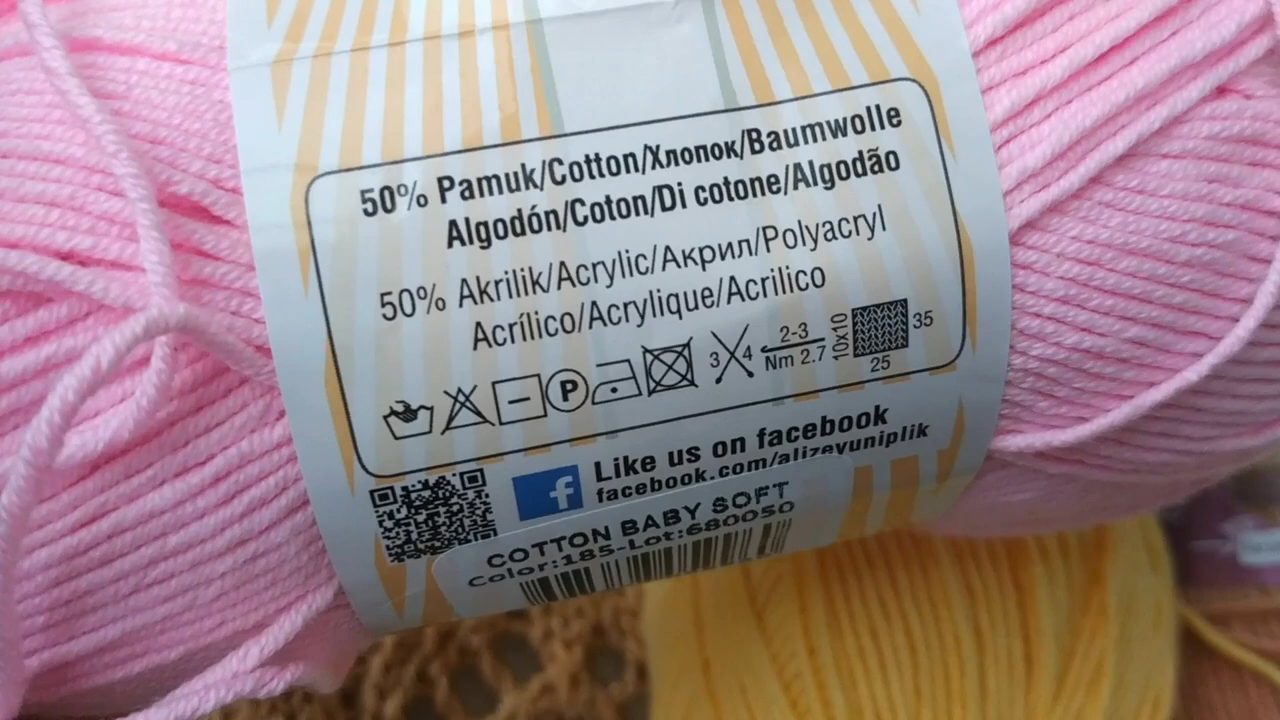 50% Pamuk/Cotton/Хлопок/Baumwolle
Algodón/Coton/Di cotone/Algodão
50% Akrilik/Acrylic/Акрил/Polyacryl
Acrílico/Acrylique/Acrilico
P
3 4
2-3
Nm 2.7
10x10
35
25
Like us on facebook
facebook.com/alizeyuniplik
COTTON BABY SOFT
Color:185-Lot:680050